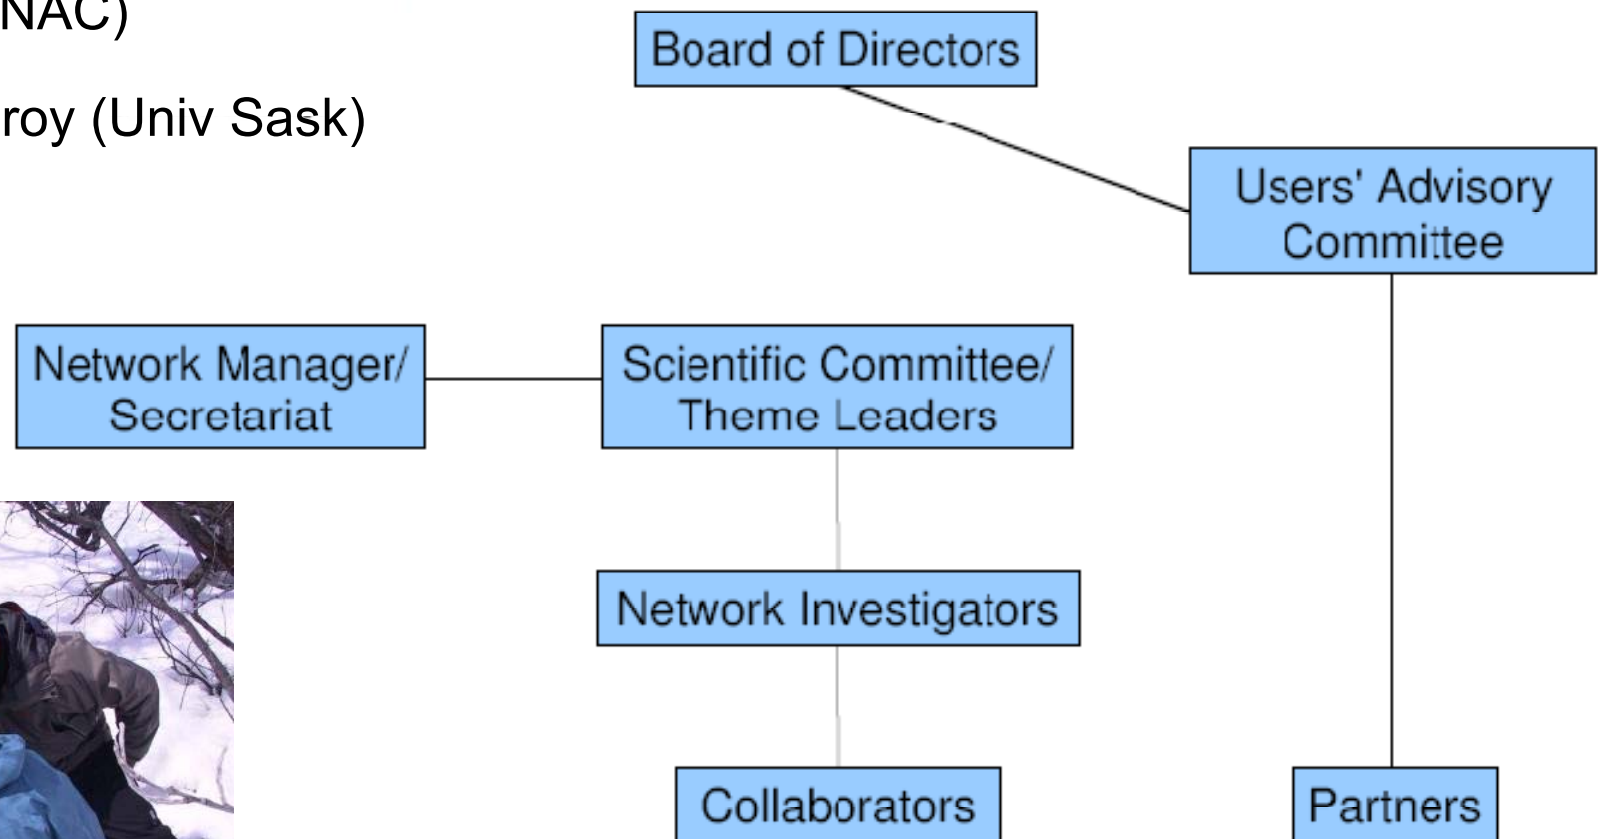 NAC)
roy (Univ Sask)
Board of Directors
Users' Advisory
Committee
Network Manager/
Secretariat
Scientific Committee/
Theme Leaders
Network Investigators
Collaborators
Partners